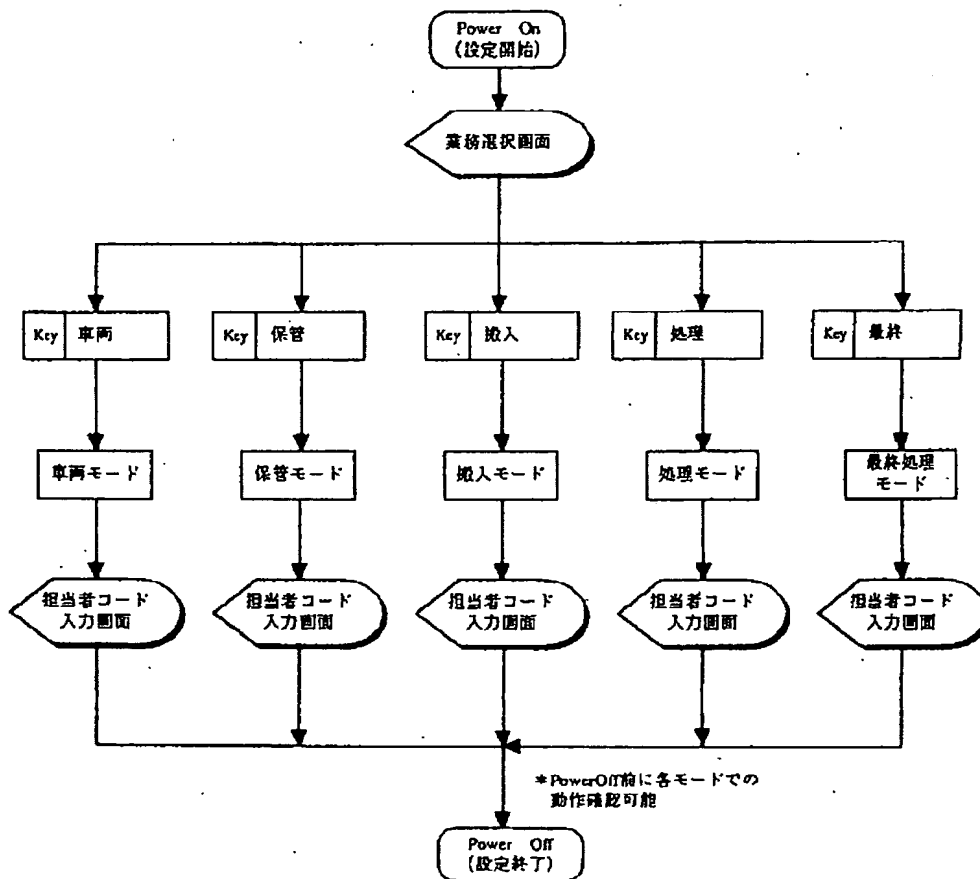 Power On
(設定開始)
業務選択画面
Key 車両
Key 保管
Key 搬入
Key 処理
Key 最終
車両モード
保管モード
搬入モード
処理モード
最終処理
モード
担当者コード
入力画面
担当者コード
入力画面
担当者コード
入力画面
担当者コード
入力画面
担当者コード
入力画面
*PowerOff前に各モードでの
動作確認可能
Power Off
(設定終了)